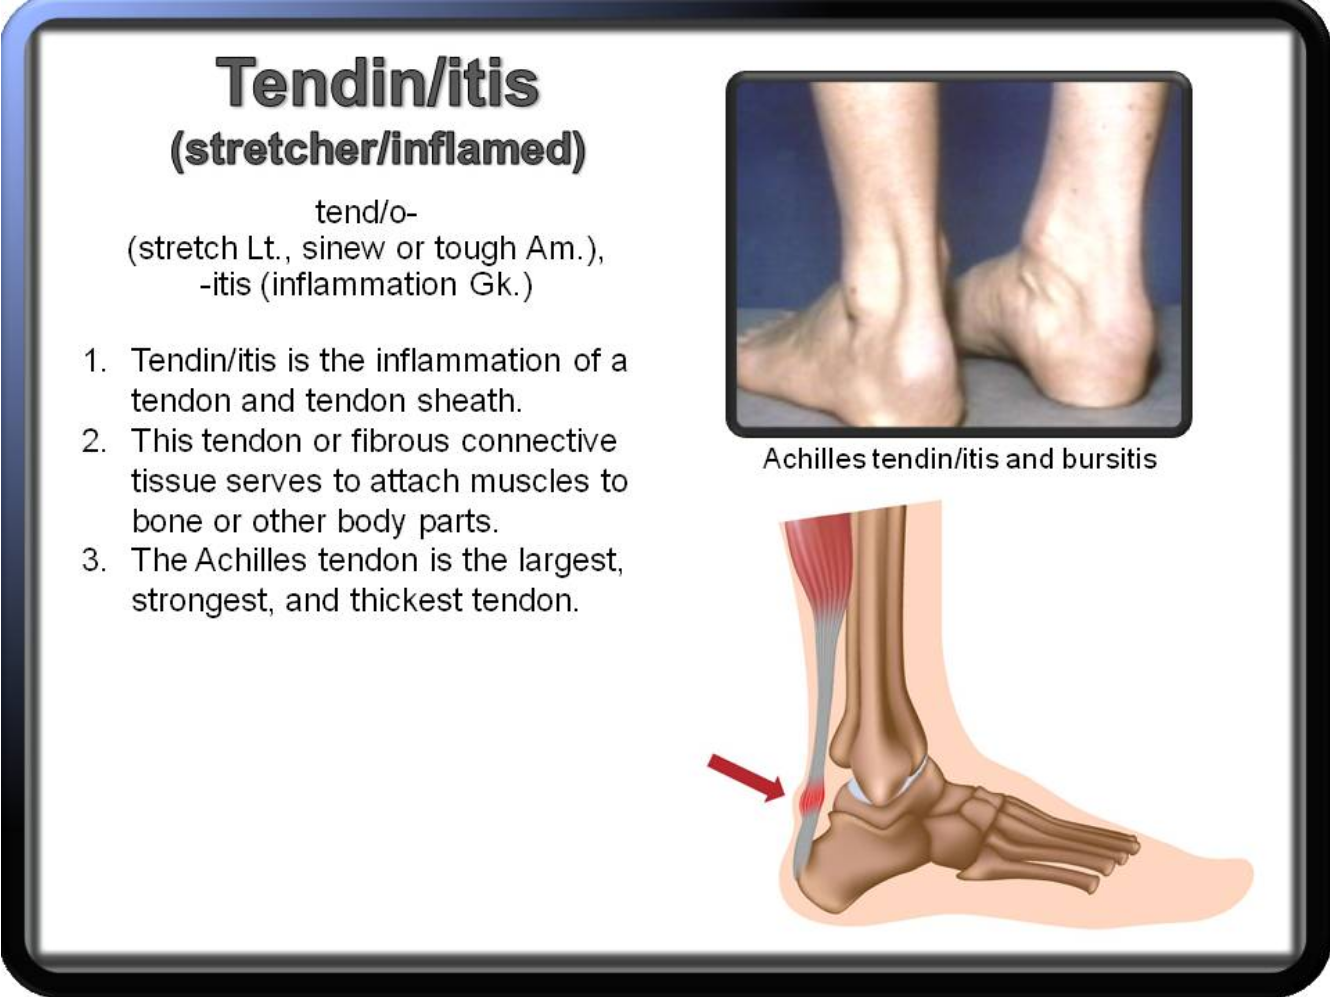 Tendin/itis
(stretcher/inflamed)
tend/o-
(stretch Lt., sinew or tough Am.),
-itis (inflammation Gk.)
1. Tendin/itis is the inflammation of a
tendon and tendon sheath.
2. This tendon or fibrous connective
tissue serves to attach muscles to
bone or other body parts.
3. The Achilles tendon is the largest,
strongest, and thickest tendon.
Achilles tendin/itis and bursitis